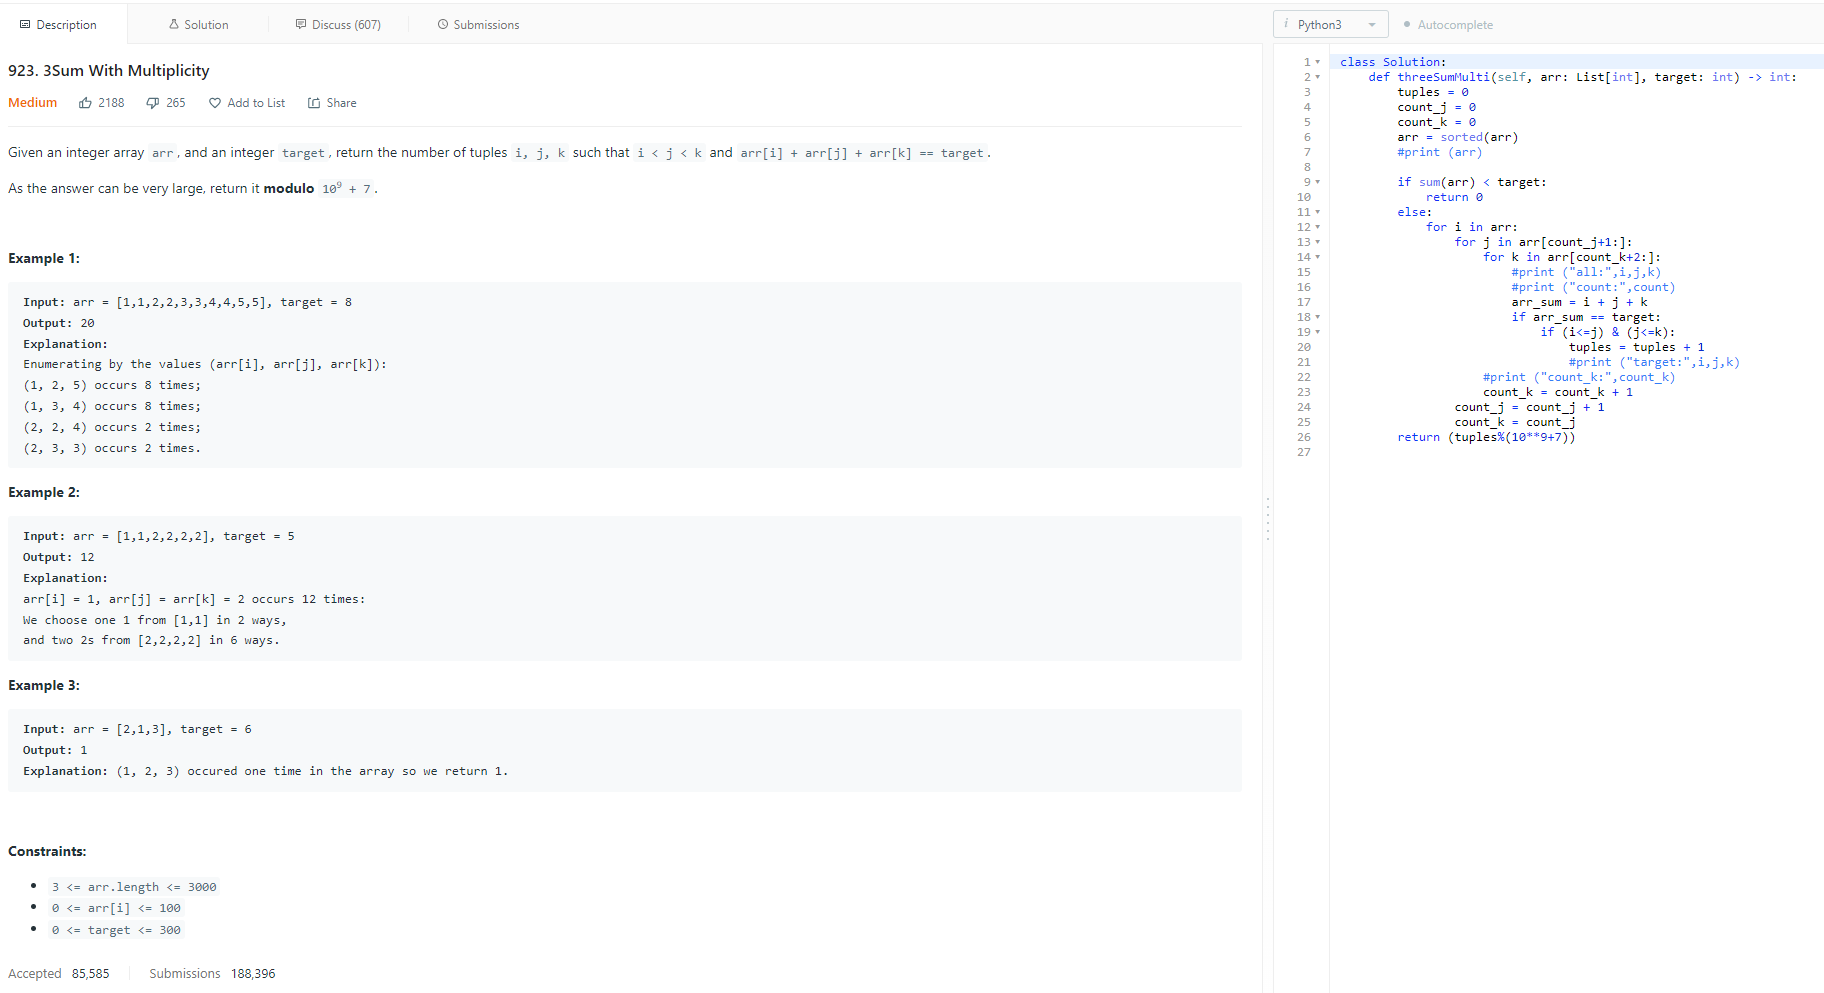 Description
Solution
Discuss (607)
Submissions
923. 3Sum With Multiplicity
Medium 2188 265 Add to List Share
Given an integer array arr, and an integer target, return the number of tuples i, j, k such that i < j < k and arr[i] + arr[j] + arr[k] == target.
As the answer can be very large, return it modulo 10⁹ + 7.
Example 1:
Input: arr = [1,1,2,2,3,3,4,4,5,5], target = 8
Output: 20
Explanation:
Enumerating by the values (arr[i], arr[j], arr[k]):
(1, 2, 5) occurs 8 times;
(1, 3, 4) occurs 8 times;
(2, 2, 4) occurs 2 times;
(2, 3, 3) occurs 2 times.
Example 2:
Input: arr = [1,1,2,2,2,2], target = 5
Output: 12
Explanation:
arr[i] = 1, arr[j] = arr[k] = 2 occurs 12 times:
We choose one 1 from [1,1] in 2 ways,
and two 2s from [2,2,2,2] in 6 ways.
Example 3:
Input: arr = [2,1,3], target = 6
Output: 1
Explanation: (1, 2, 3) occured one time in the array so we return 1.
Constraints:
• 3 <= arr.length <= 3000
• 0 <= arr[i] <= 100
• 0 <= target <= 300
Accepted 85,585 Submissions 188,396
i Python3 Autocomplete
1 class Solution:
2     def threeSumMulti(self, arr: List[int], target: int) -> int:
3         tuples = 0
4         count_j = 0
5         count_k = 0
6         arr = sorted(arr)
7         #print (arr)
8
9         if sum(arr) < target:
10             return 0
11         else:
12             for i in arr:
13                 for j in arr[count_j+1:]:
14                     for k in arr[count_k+2:]:
15                         #print ("all:",i,j,k)
16                         #print ("count:",count)
17                         arr_sum = i + j + k
18                         if arr_sum == target:
19                             if (i<=j) & (j<=k):
20                                 tuples = tuples + 1
21                                 #print ("target:",i,j,k)
22                     #print ("count_k:",count_k)
23                     count_k = count_k + 1
24                 count_j = count_j + 1
25                 count_k = count_j
26         return (tuples%(10**9+7))
27